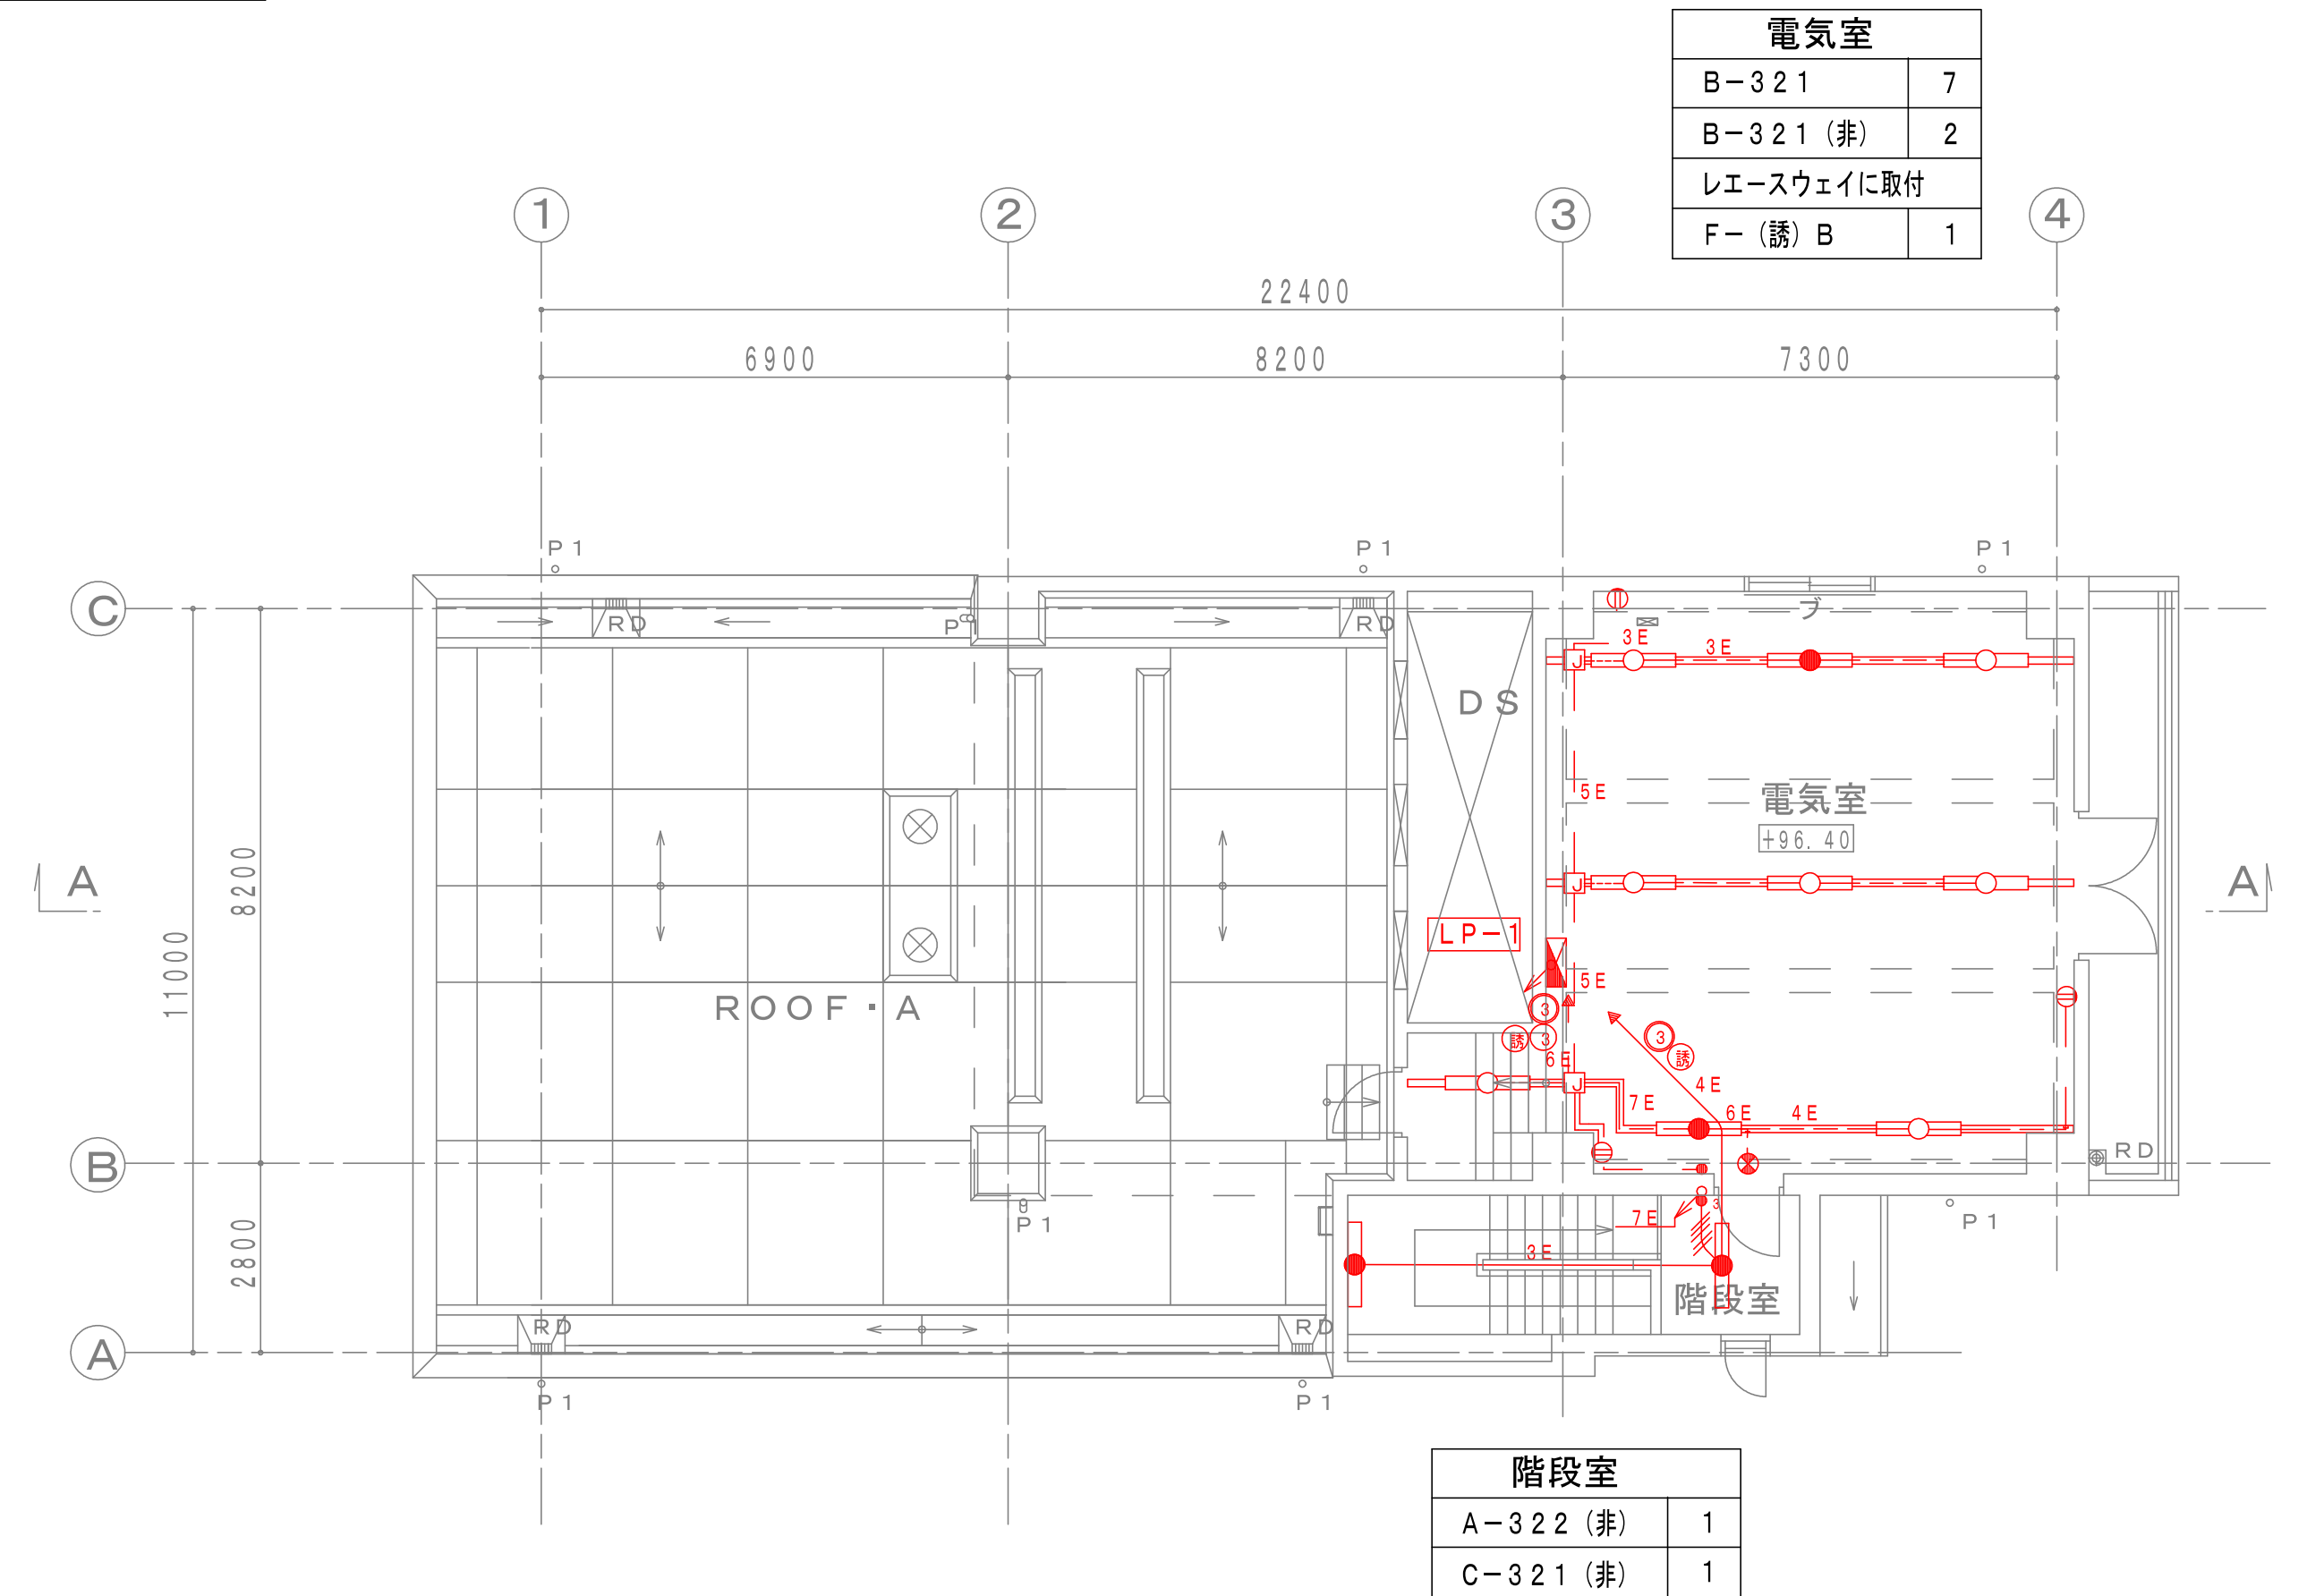 電気室
B－321 7
B－321（非） 2
レエースウェイに取付
F－（誘）B 1
1 2 3 4
22400
6900 8200 7300
P1 P1 P1
C
RD P1 RD ブ
3E 3E
J
DS
5E
電気室
+96.40
8200
11000
A A
J
LP-1
5E
ROOF・A
3 3
誘 3 誘
6E
J 4E
7E 6E 4E
B RD
3
P1 7E P1
2800
3E
階段室
RD RD
A
P1 P1
階段室
A－322（非） 1
C－321（非） 1